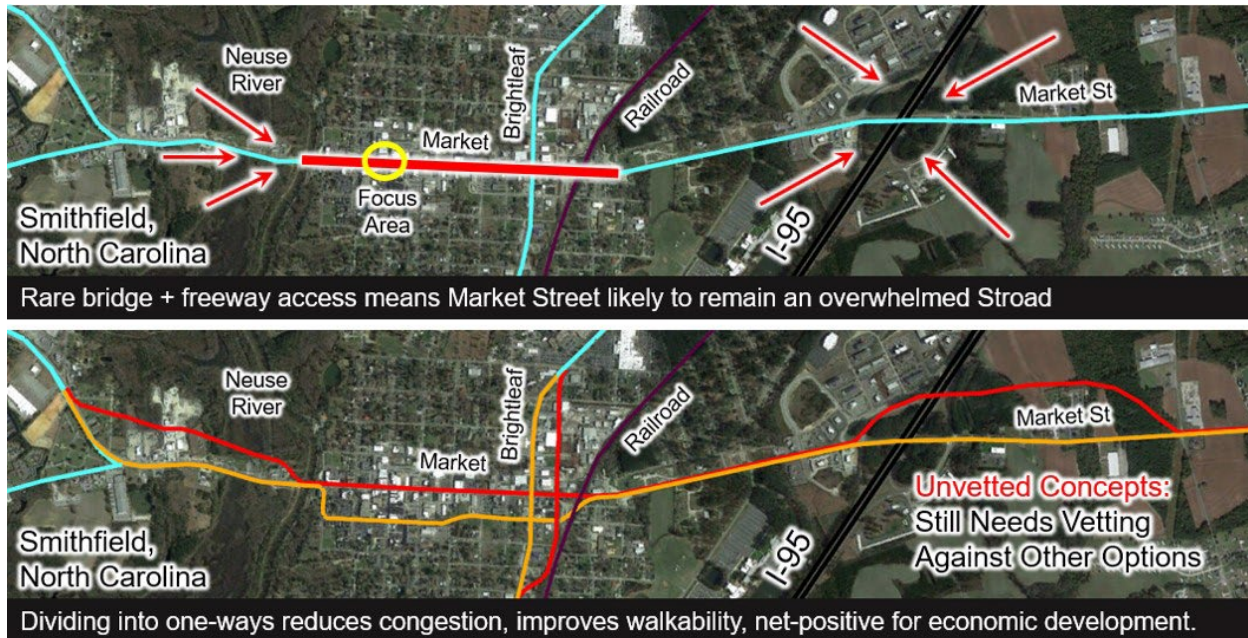 Neuse
River
Market
Brightleaf
Railroad
Market St
Focus
Area
I-95
Smithfield,
North Carolina
Rare bridge + freeway access means Market Street likely to remain an overwhelmed Stroad
Neuse
River
Market
Brightleaf
Railroad
Market St
I-95
Smithfield,
North Carolina
Unvetted Concepts:
Still Needs Vetting
Against Other Options
Dividing into one-ways reduces congestion, improves walkability, net-positive for economic development.